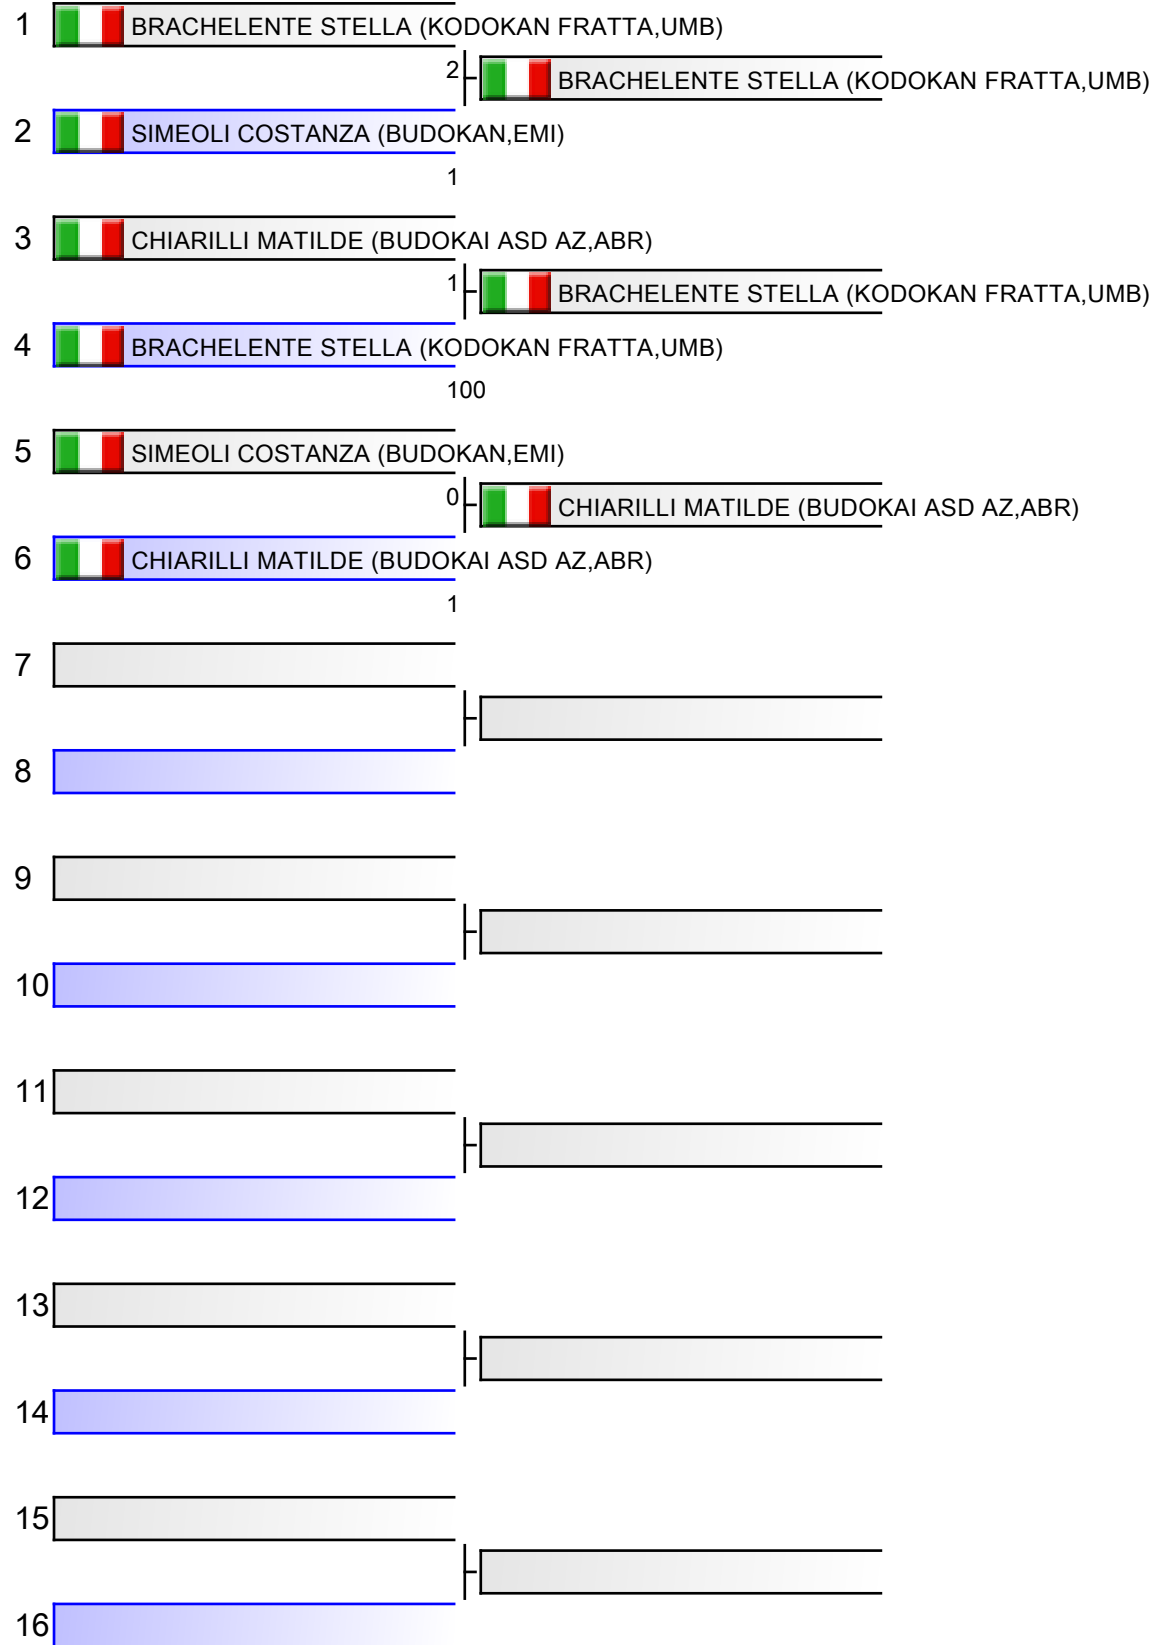 1 BRACHELENTE STELLA (KODOKAN FRATTA,UMB)
2 BRACHELENTE STELLA (KODOKAN FRATTA,UMB)
2 SIMEOLI COSTANZA (BUDOKAN,EMI)
1
3 CHIARILLI MATILDE (BUDOKAI ASD AZ,ABR)
1 BRACHELENTE STELLA (KODOKAN FRATTA,UMB)
4 BRACHELENTE STELLA (KODOKAN FRATTA,UMB)
100
5 SIMEOLI COSTANZA (BUDOKAN,EMI)
0 CHIARILLI MATILDE (BUDOKAI ASD AZ,ABR)
6 CHIARILLI MATILDE (BUDOKAI ASD AZ,ABR)
1
7
8
9
10
11
12
13
14
15
16